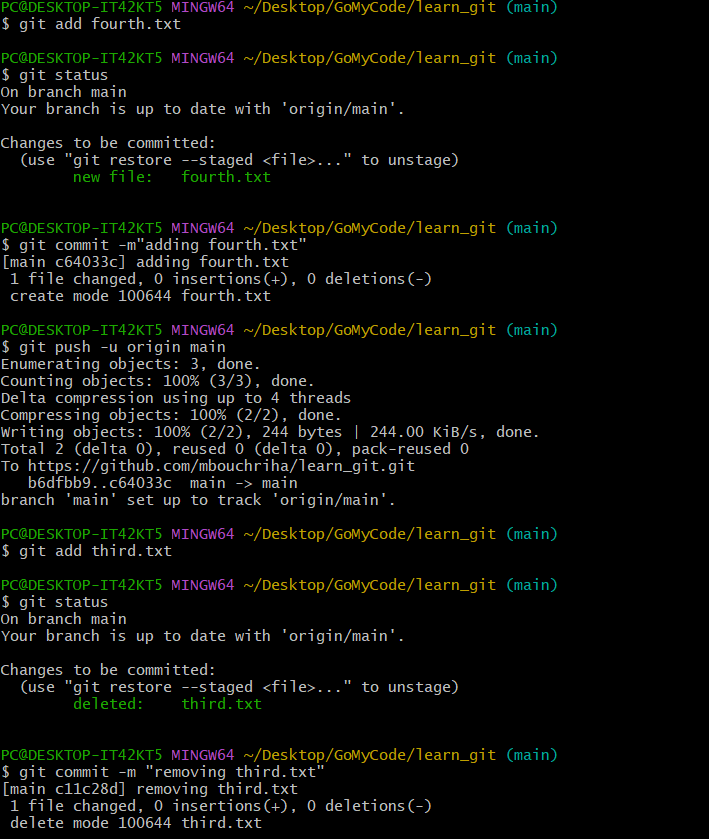 PC@DESKTOP-IT42KT5 MINGW64 ~/Desktop/GoMyCode/learn_git (main)
$ git add fourth.txt
PC@DESKTOP-IT42KT5 MINGW64 ~/Desktop/GoMyCode/learn_git (main)
$ git status
On branch main
Your branch is up to date with 'origin/main'.
Changes to be committed:
  (use "git restore --staged <file>..." to unstage)
        new file:   fourth.txt
PC@DESKTOP-IT42KT5 MINGW64 ~/Desktop/GoMyCode/learn_git (main)
$ git commit -m"adding fourth.txt"
[main c64033c] adding fourth.txt
 1 file changed, 0 insertions(+), 0 deletions(-)
 create mode 100644 fourth.txt
PC@DESKTOP-IT42KT5 MINGW64 ~/Desktop/GoMyCode/learn_git (main)
$ git push -u origin main
Enumerating objects: 3, done.
Counting objects: 100% (3/3), done.
Delta compression using up to 4 threads
Compressing objects: 100% (2/2), done.
Writing objects: 100% (2/2), 244 bytes | 244.00 KiB/s, done.
Total 2 (delta 0), reused 0 (delta 0), pack-reused 0
To https://github.com/mbouchriha/learn_git.git
   b6dfbb9..c64033c  main -> main
branch 'main' set up to track 'origin/main'.
PC@DESKTOP-IT42KT5 MINGW64 ~/Desktop/GoMyCode/learn_git (main)
$ git add third.txt
PC@DESKTOP-IT42KT5 MINGW64 ~/Desktop/GoMyCode/learn_git (main)
$ git status
On branch main
Your branch is up to date with 'origin/main'.
Changes to be committed:
  (use "git restore --staged <file>..." to unstage)
        deleted:    third.txt
PC@DESKTOP-IT42KT5 MINGW64 ~/Desktop/GoMyCode/learn_git (main)
$ git commit -m "removing third.txt"
[main c11c28d] removing third.txt
 1 file changed, 0 insertions(+), 0 deletions(-)
 delete mode 100644 third.txt